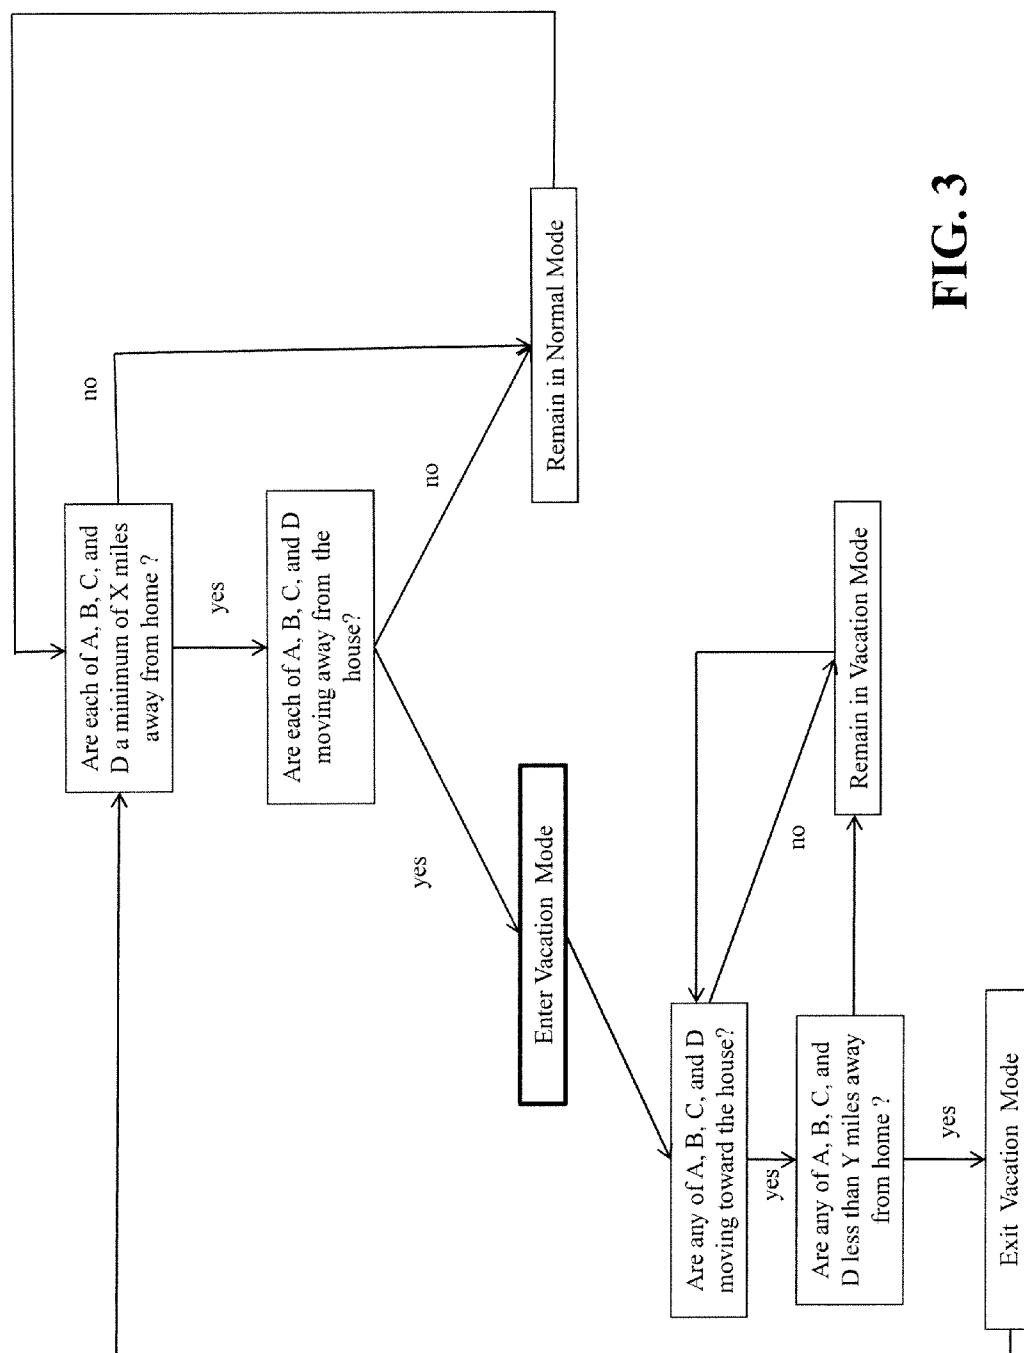 Are each of A, B, C, and
D a minimum of X miles
away from home ?
no
yes
Are each of A, B, C, and D
moving away from the
house?
no
yes
Remain in Normal Mode
Enter Vacation Mode
Are any of A, B, C, and D
moving toward the house?
no
yes
Remain in Vacation Mode
Are any of A, B, C, and
D less than Y miles away
from home ?
yes
Exit Vacation Mode
FIG. 3